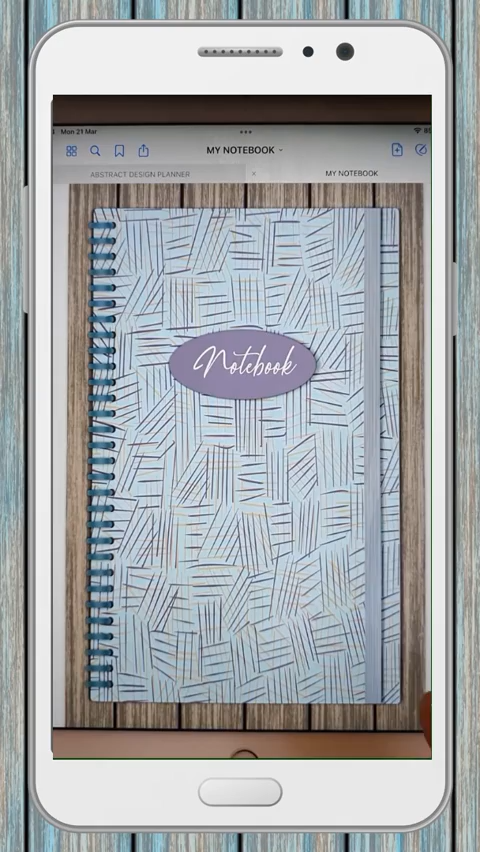 Mon 21 Mar
MY NOTEBOOK
ABSTRACT DESIGN PLANNER
MY NOTEBOOK
Notebook